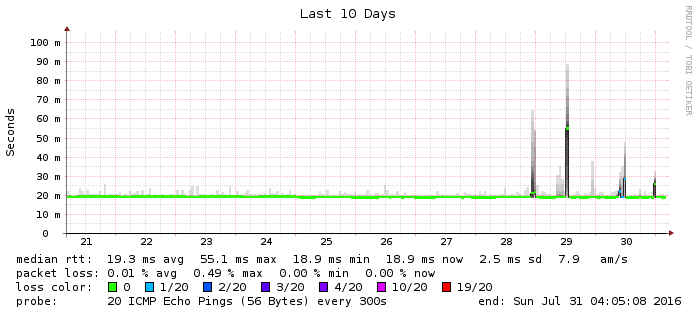 Last 10 Days
RRDTOOL / TOBI OETIKER
Seconds
100 m
90 m
80 m
70 m
60 m
50 m
40 m
30 m
20 m
10 m
0
21 22 23 24 25 26 27 28 29 30
median rtt: 19.3 ms avg 55.1 ms max 18.9 ms min 18.9 ms now 2.5 ms sd 7.9 am/s
packet loss: 0.01 % avg 0.49 % max 0.00 % min 0.00 % now
loss color: 0 1/20 2/20 3/20 4/20 10/20 19/20
probe: 20 ICMP Echo Pings (56 Bytes) every 300s end: Sun Jul 31 04:05:08 2016